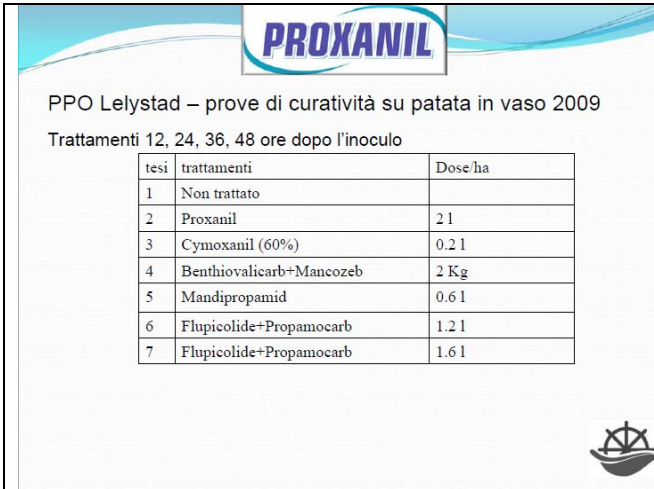 PROXANIL
PPO Lelystad – prove di curatività su patata in vaso 2009
Trattamenti 12, 24, 36, 48 ore dopo l'inoculo
tesi trattamenti Dose/ha
1 Non trattato
2 Proxanil 2 l
3 Cymoxanil (60%) 0.2 l
4 Benthiovalicarb+Mancozeb 2 Kg
5 Mandipropamid 0.6 l
6 Flupicolide+Propamocarb 1.2 l
7 Flupicolide+Propamocarb 1.6 l